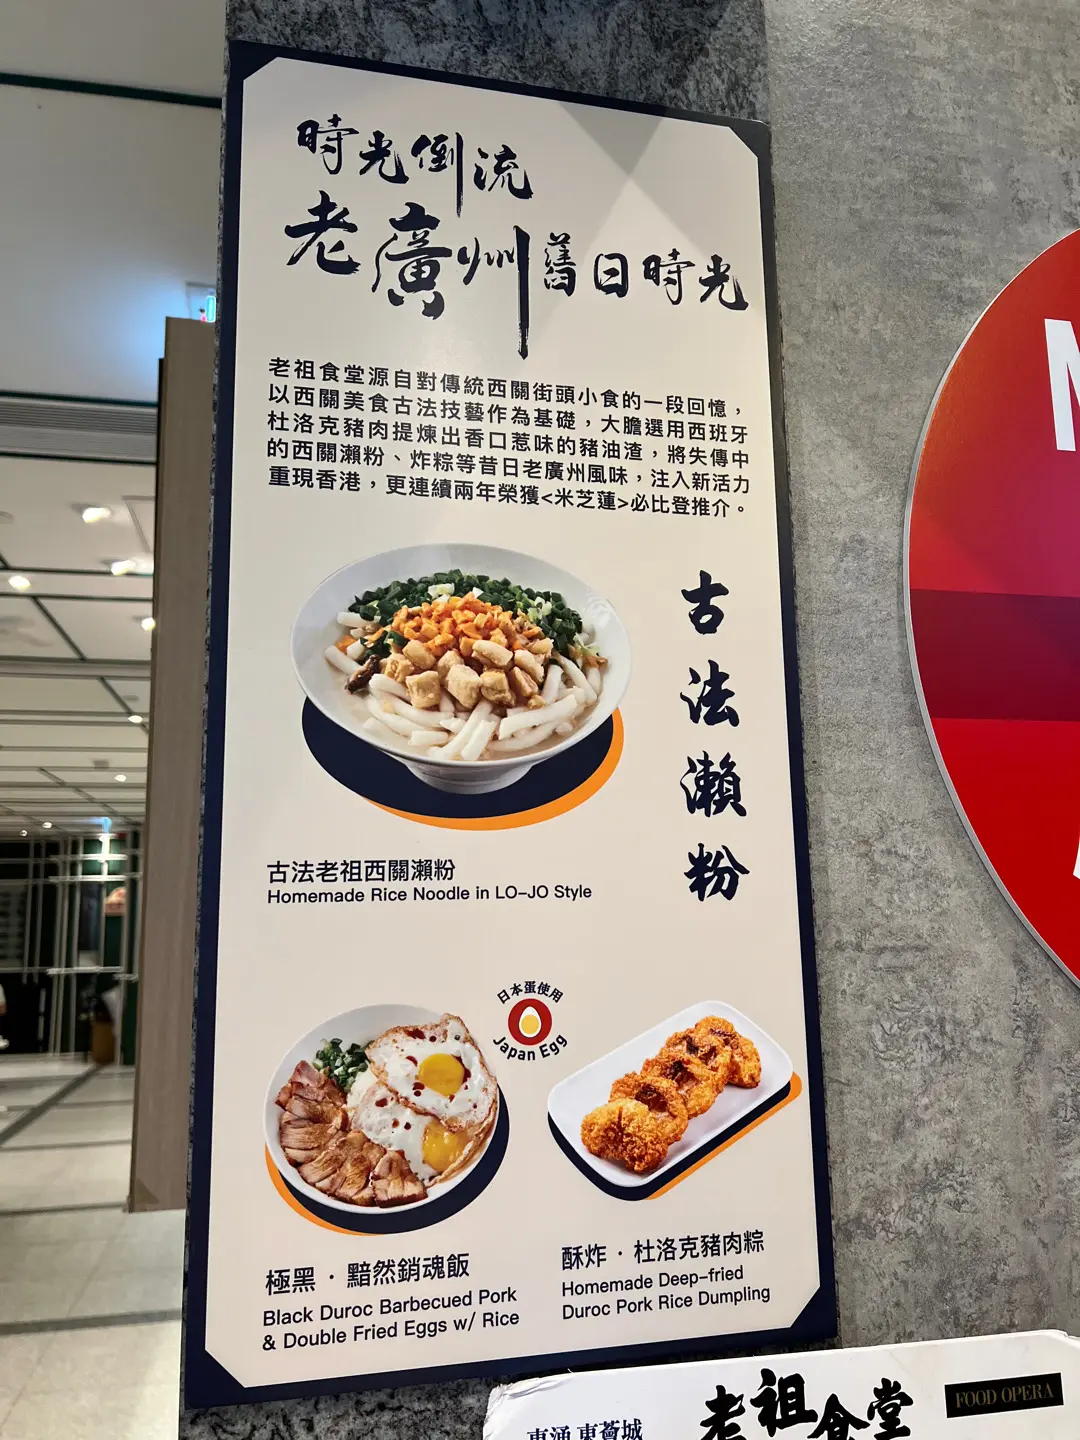 時光倒流
老廣州舊日時光
老祖食堂源自對傳統西關街頭小食的一段回憶，
以西關美食古法技藝作為基礎，大膽選用西班牙
杜洛克豬肉提煉出香口惹味的豬油渣，將失傳中
的西關瀨粉、炸粽等昔日老廣州風味，注入新活力
重現香港，更連續兩年榮獲<米芝蓮>必比登推介。
古法瀨粉
古法老祖西關瀨粉
Homemade Rice Noodle in LO-JO Style
日本蛋使用
Japan Egg
極黑·黯然銷魂飯
Black Duroc Barbecued Pork
& Double Fried Eggs w/ Rice
酥炸·杜洛克豬肉粽
Homemade Deep-fried
Duroc Pork Rice Dumpling
老祖食堂
FOOD OPERA
東涌 東薈城